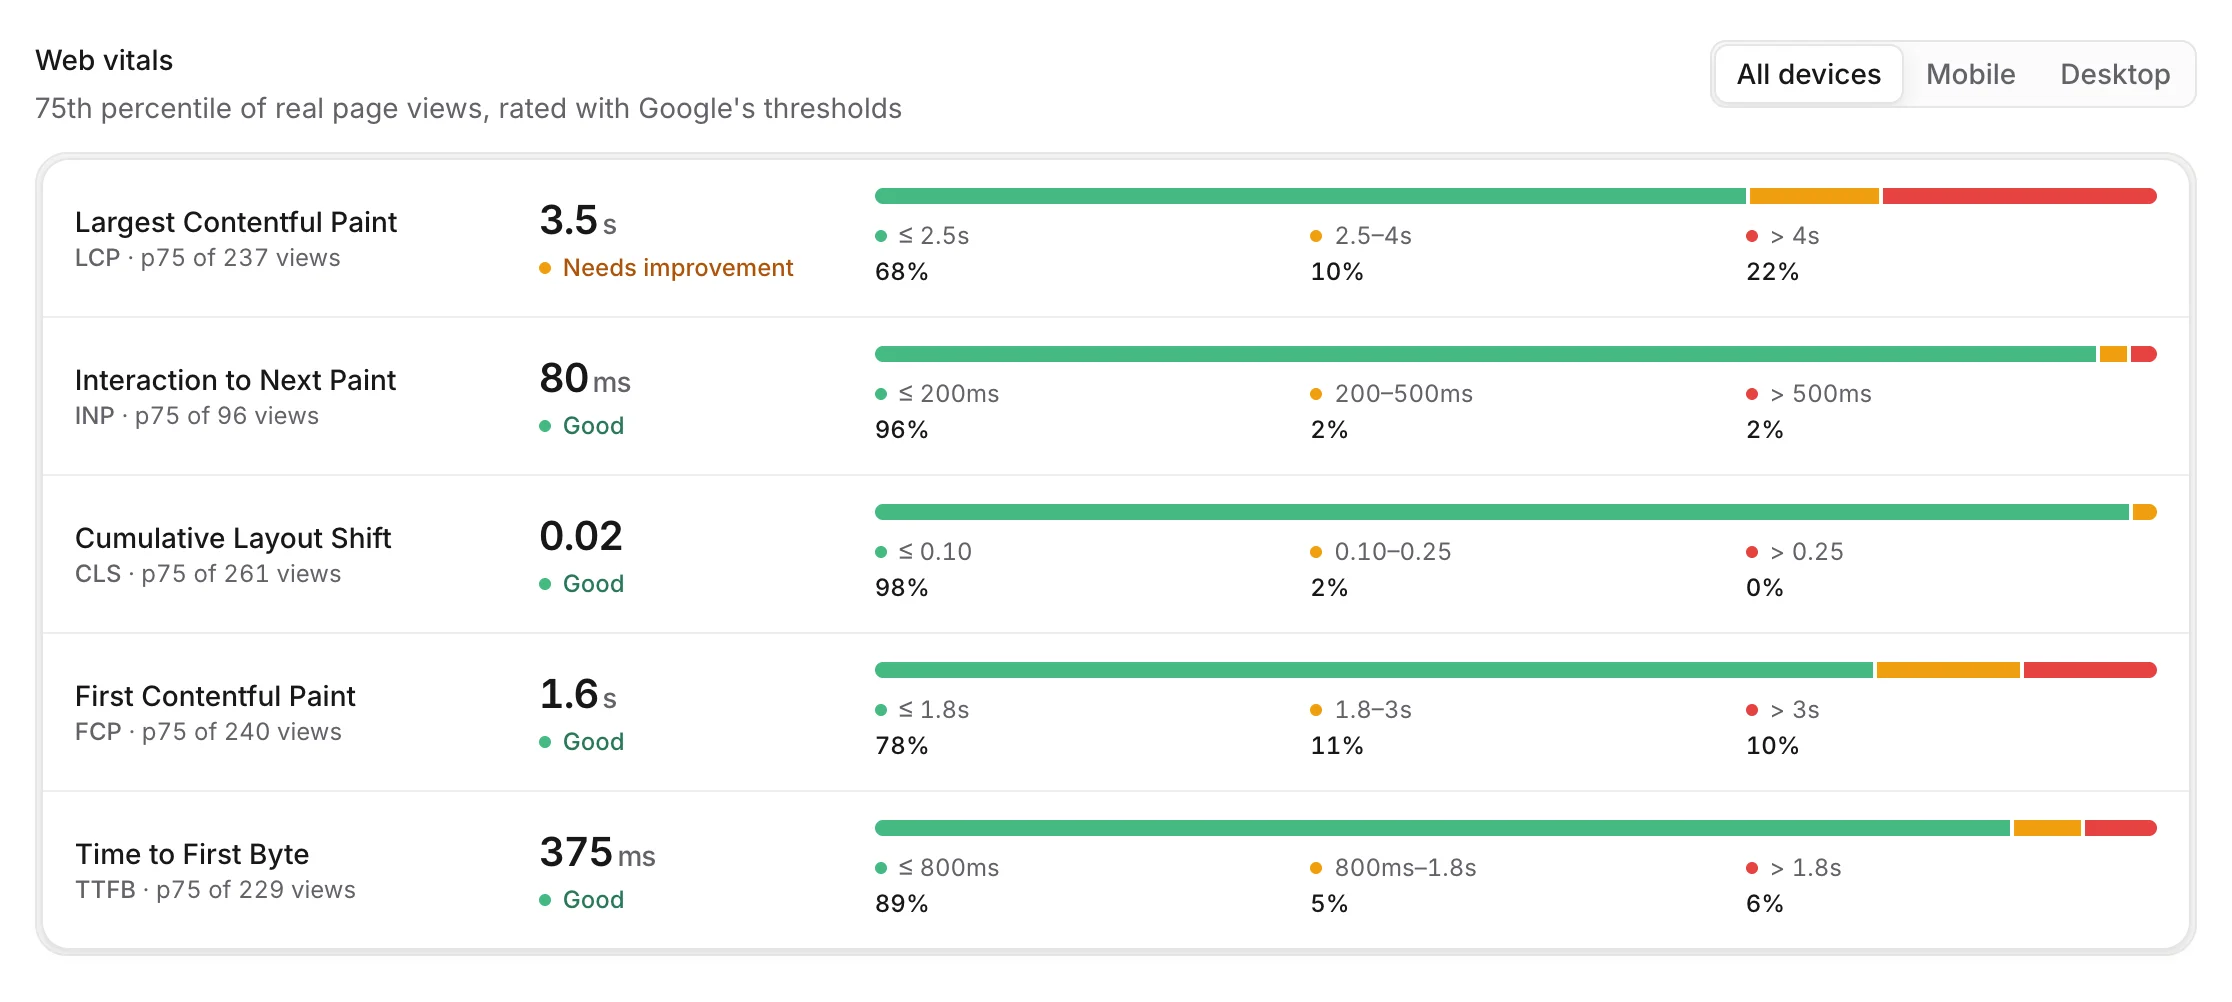 Web vitals
75th percentile of real page views, rated with Google's thresholds
All devices Mobile Desktop
Largest Contentful Paint
LCP · p75 of 237 views
3.5 s
Needs improvement
≤ 2.5s 2.5–4s > 4s
68% 10% 22%
Interaction to Next Paint
INP · p75 of 96 views
80 ms
Good
≤ 200ms 200–500ms > 500ms
96% 2% 2%
Cumulative Layout Shift
CLS · p75 of 261 views
0.02
Good
≤ 0.10 0.10–0.25 > 0.25
98% 2% 0%
First Contentful Paint
FCP · p75 of 240 views
1.6 s
Good
≤ 1.8s 1.8–3s > 3s
78% 11% 10%
Time to First Byte
TTFB · p75 of 229 views
375 ms
Good
≤ 800ms 800ms–1.8s > 1.8s
89% 5% 6%